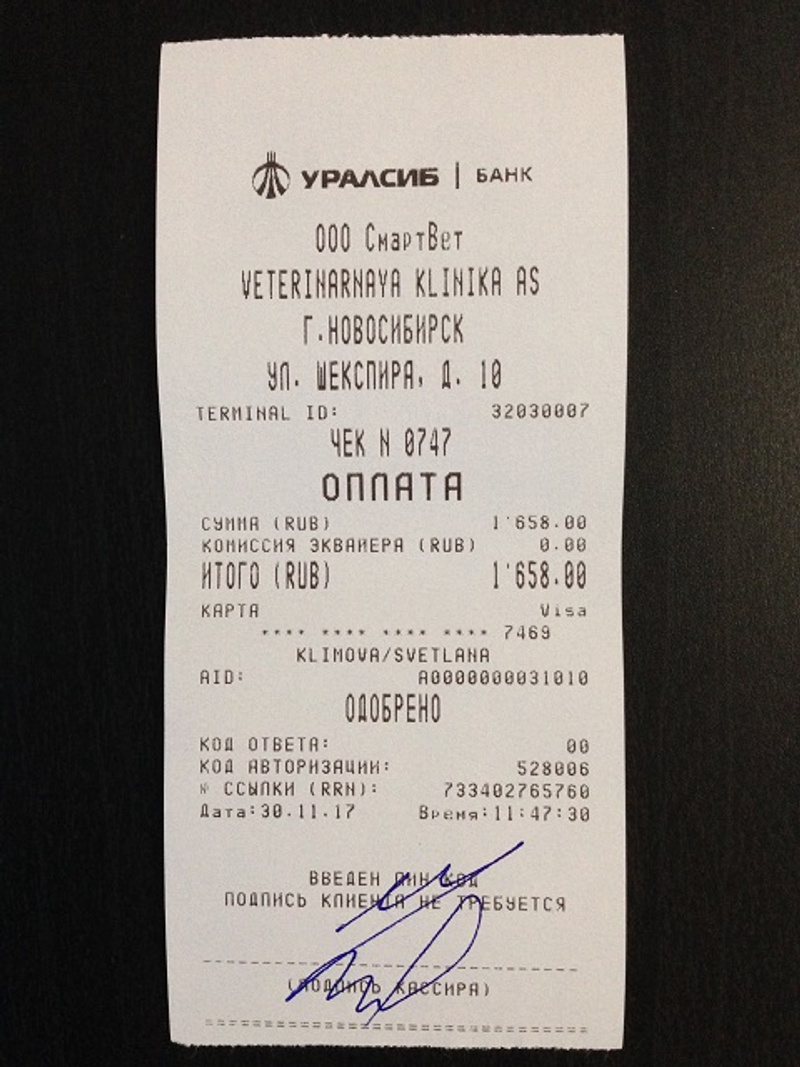 УРАЛСИБ | БАНК
ООО СмартВет
VETERINARNAYA KLINIKA AS
Г.НОВОСИБИРСК
УЛ. ШЕКСПИРА, Д. 10
TERMINAL ID: 32030007
ЧЕК N 0747
ОПЛАТА
СУММА (RUB) 1'658.00
КОМИССИЯ ЭКВАЙЕРА (RUB) 0.00
ИТОГО (RUB) 1'658.00
КАРТА Visa
**** **** **** **** 7469
KLIMOVA/SVETLANA
AID: A0000000031010
ОДОБРЕНО
КОД ОТВЕТА: 00
КОД АВТОРИЗАЦИИ: 528006
№ ССЫЛКИ (RRN): 733402765760
Дата:30.11.17 Время:11:47:30
ВВЕДЕН ПИН КОД
ПОДПИСЬ КЛИЕНТА НЕ ТРЕБУЕТСЯ
(ПОДПИСЬ КАССИРА)